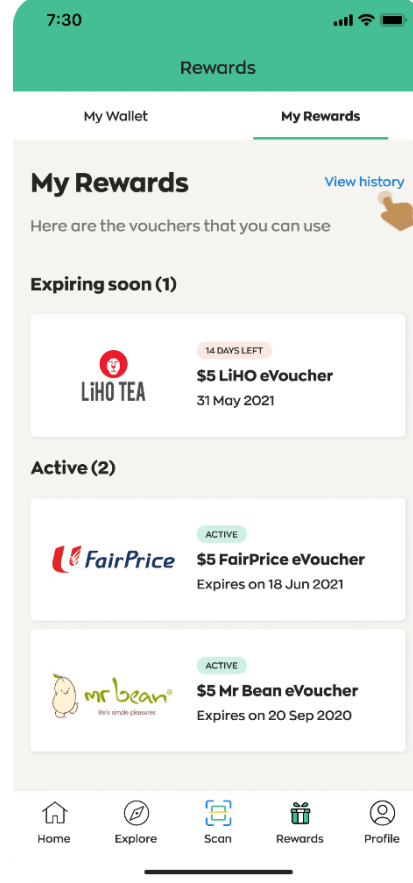 7:30
Rewards
My Wallet
My Rewards
My Rewards
View history
Here are the vouchers that you can use
Expiring soon (1)
LiHO TEA
14 DAYS LEFT
$5 LiHO eVoucher
31 May 2021
Active (2)
FairPrice
ACTIVE
$5 FairPrice eVoucher
Expires on 18 Jun 2021
mr bean®
life's simple pleasures
ACTIVE
$5 Mr Bean eVoucher
Expires on 20 Sep 2020
Home
Explore
Scan
Rewards
Profile